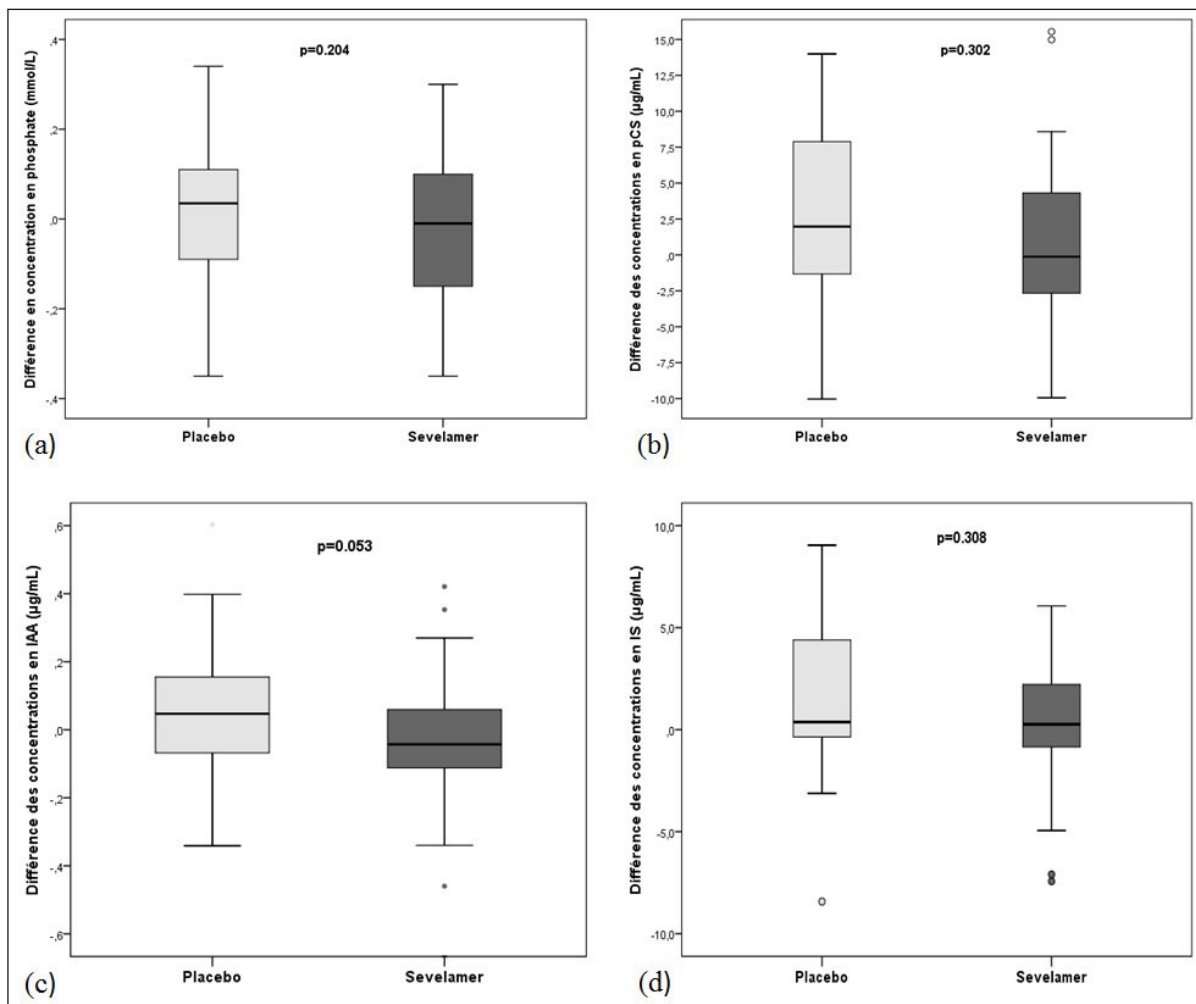 Différence en concentration en phosphate (mmol/L)
,4
,2
,0
-,2
-,4
p=0.204
Placebo
Sevelamer
(a)
Différence des concentrations en pCS (µg/mL)
15,0
12,5
10,0
7,5
5,0
2,5
,0
-2,5
-5,0
-7,5
-10,0
p=0.302
Placebo
Sevelamer
(b)
Différence des concentrations en IAA (µg/mL)
,6
,4
,2
,0
-,2
-,4
-,6
p=0.053
Placebo
Sevelamer
(c)
Différence des concentrations en IS (µg/mL)
10,0
5,0
,0
-5,0
-10,0
p=0.308
Placebo
Sevelamer
(d)